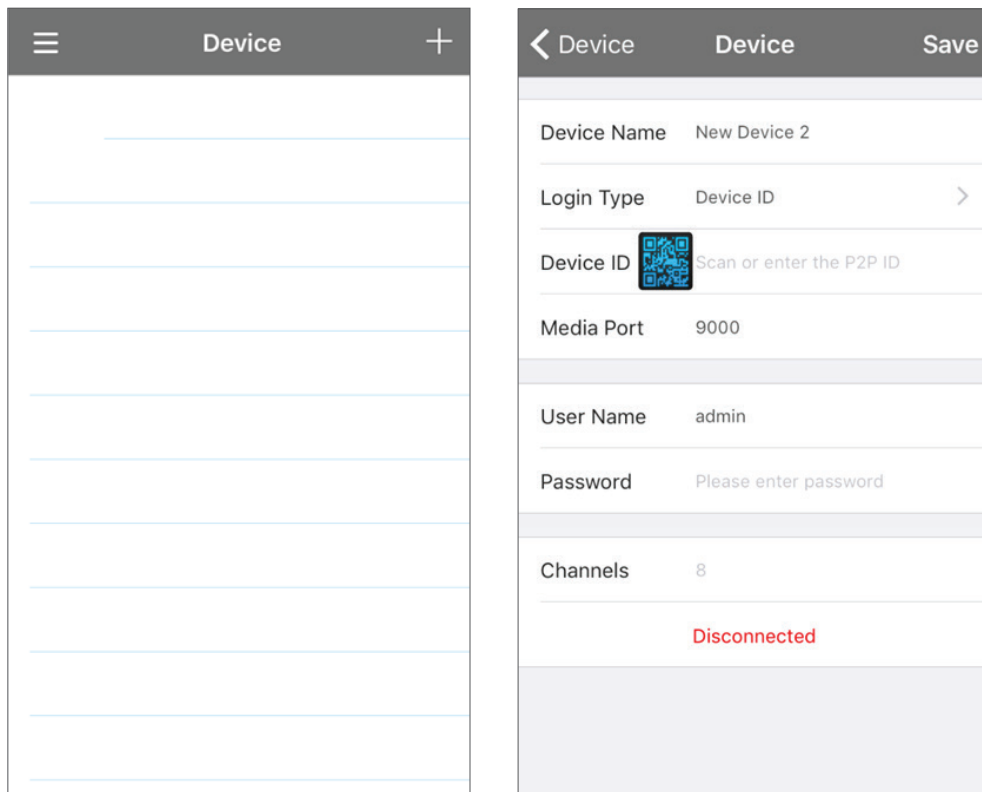 Device
Device Device Save
Device Name New Device 2
Login Type Device ID
Device ID Scan or enter the P2P ID
Media Port 9000
User Name admin
Password Please enter password
Channels 8
Disconnected